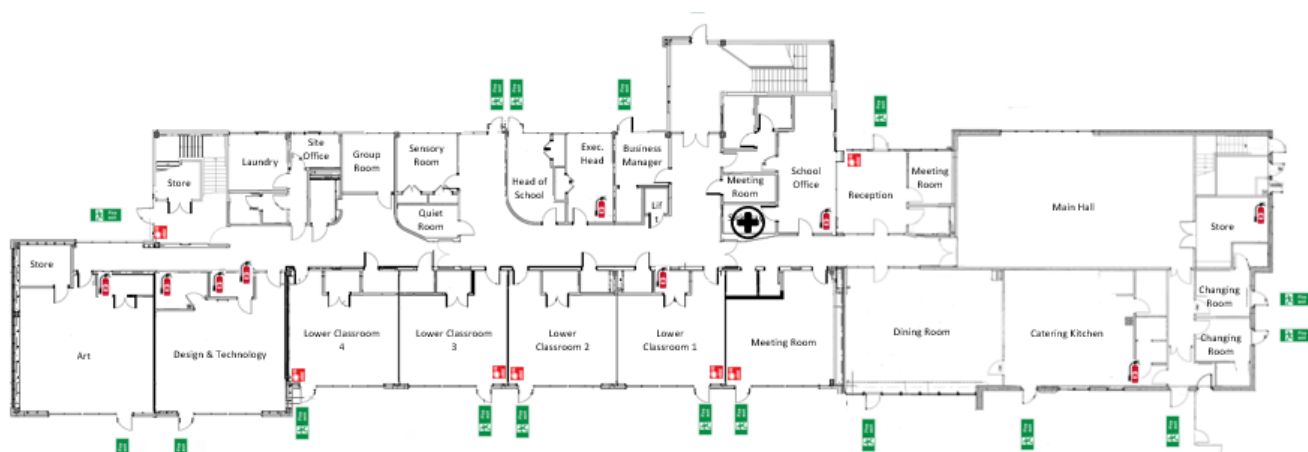 Laundry
Site
Office
Group
Room
Sensory
Room
Quiet
Room
Store
Head of
School
Exec.
Head
Business
Manager
Lif
t
Meeting
Room
School
Office
Reception
Meeting
Room
Main Hall
Store
Store
Art
Design & Technology
Lower Classroom
4
Lower Classroom
3
Lower
Classroom 2
Lower
Classroom 1
Meeting Room
Dining Room
Catering Kitchen
Changing
Room
Changing
Room